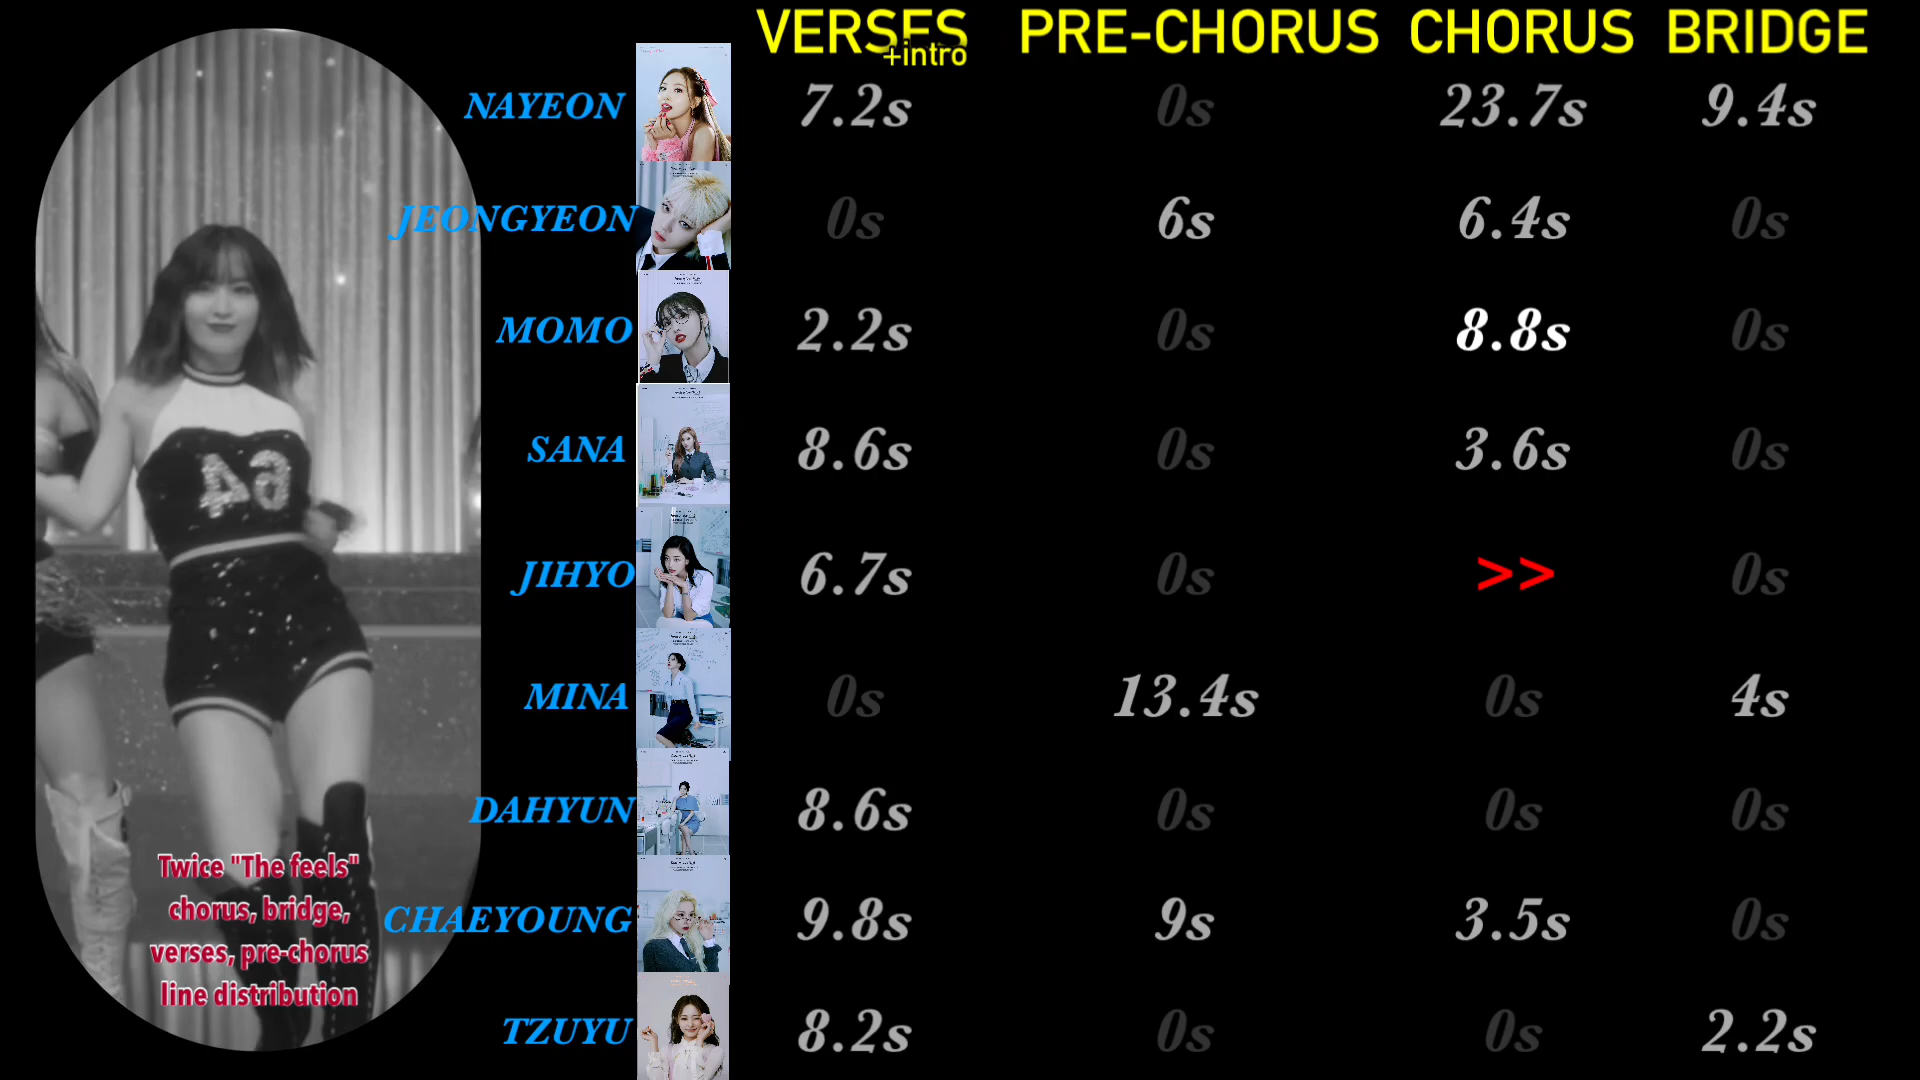 VERSES PRE-CHORUS CHORUS BRIDGE
+intro
NAYEON 7.2s 0s 23.7s 9.4s
JEONGYEON 0s 6s 6.4s 0s
MOMO 2.2s 0s 8.8s 0s
SANA 8.6s 0s 3.6s 0s
JIHYO 6.7s 0s >> 0s
MINA 0s 13.4s 0s 4s
DAHYUN 8.6s 0s 0s 0s
CHAEYOUNG 9.8s 9s 3.5s 0s
TZUYU 8.2s 0s 0s 2.2s
64
Twice "The feels"
chorus, bridge,
verses, pre-chorus
line distribution